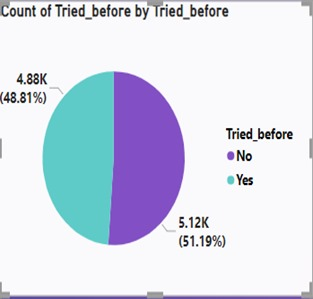 Count of Tried_before by Tried_before
4.88K
(48.81%)
Tried_before
No
Yes
5.12K
(51.19%)